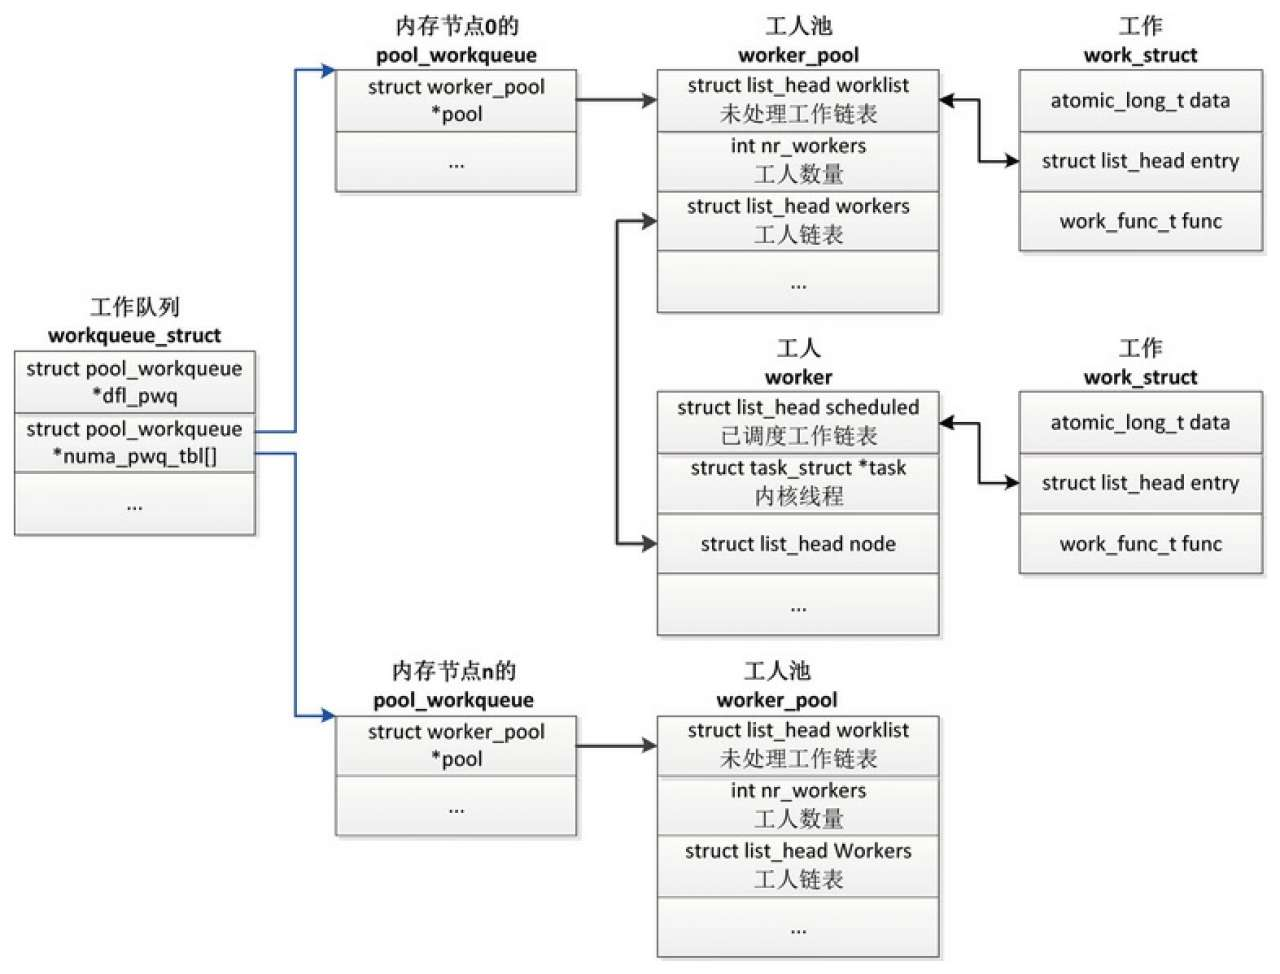 内存节点0的
pool_workqueue
struct worker_pool
*pool
...
工人池
worker_pool
struct list_head worklist
未处理工作链表
int nr_workers
工人数量
struct list_head workers
工人链表
...
工作
work_struct
atomic_long_t data
struct list_head entry
work_func_t func
工作队列
workqueue_struct
struct pool_workqueue
*dfl_pwq
struct pool_workqueue
*numa_pwq_tbl[]
...
工人
worker
struct list_head scheduled
已调度工作链表
struct task_struct *task
内核线程
struct list_head node
...
工作
work_struct
atomic_long_t data
struct list_head entry
work_func_t func
内存节点n的
pool_workqueue
struct worker_pool
*pool
...
工人池
worker_pool
struct list_head worklist
未处理工作链表
int nr_workers
工人数量
struct list_head Workers
工人链表
...